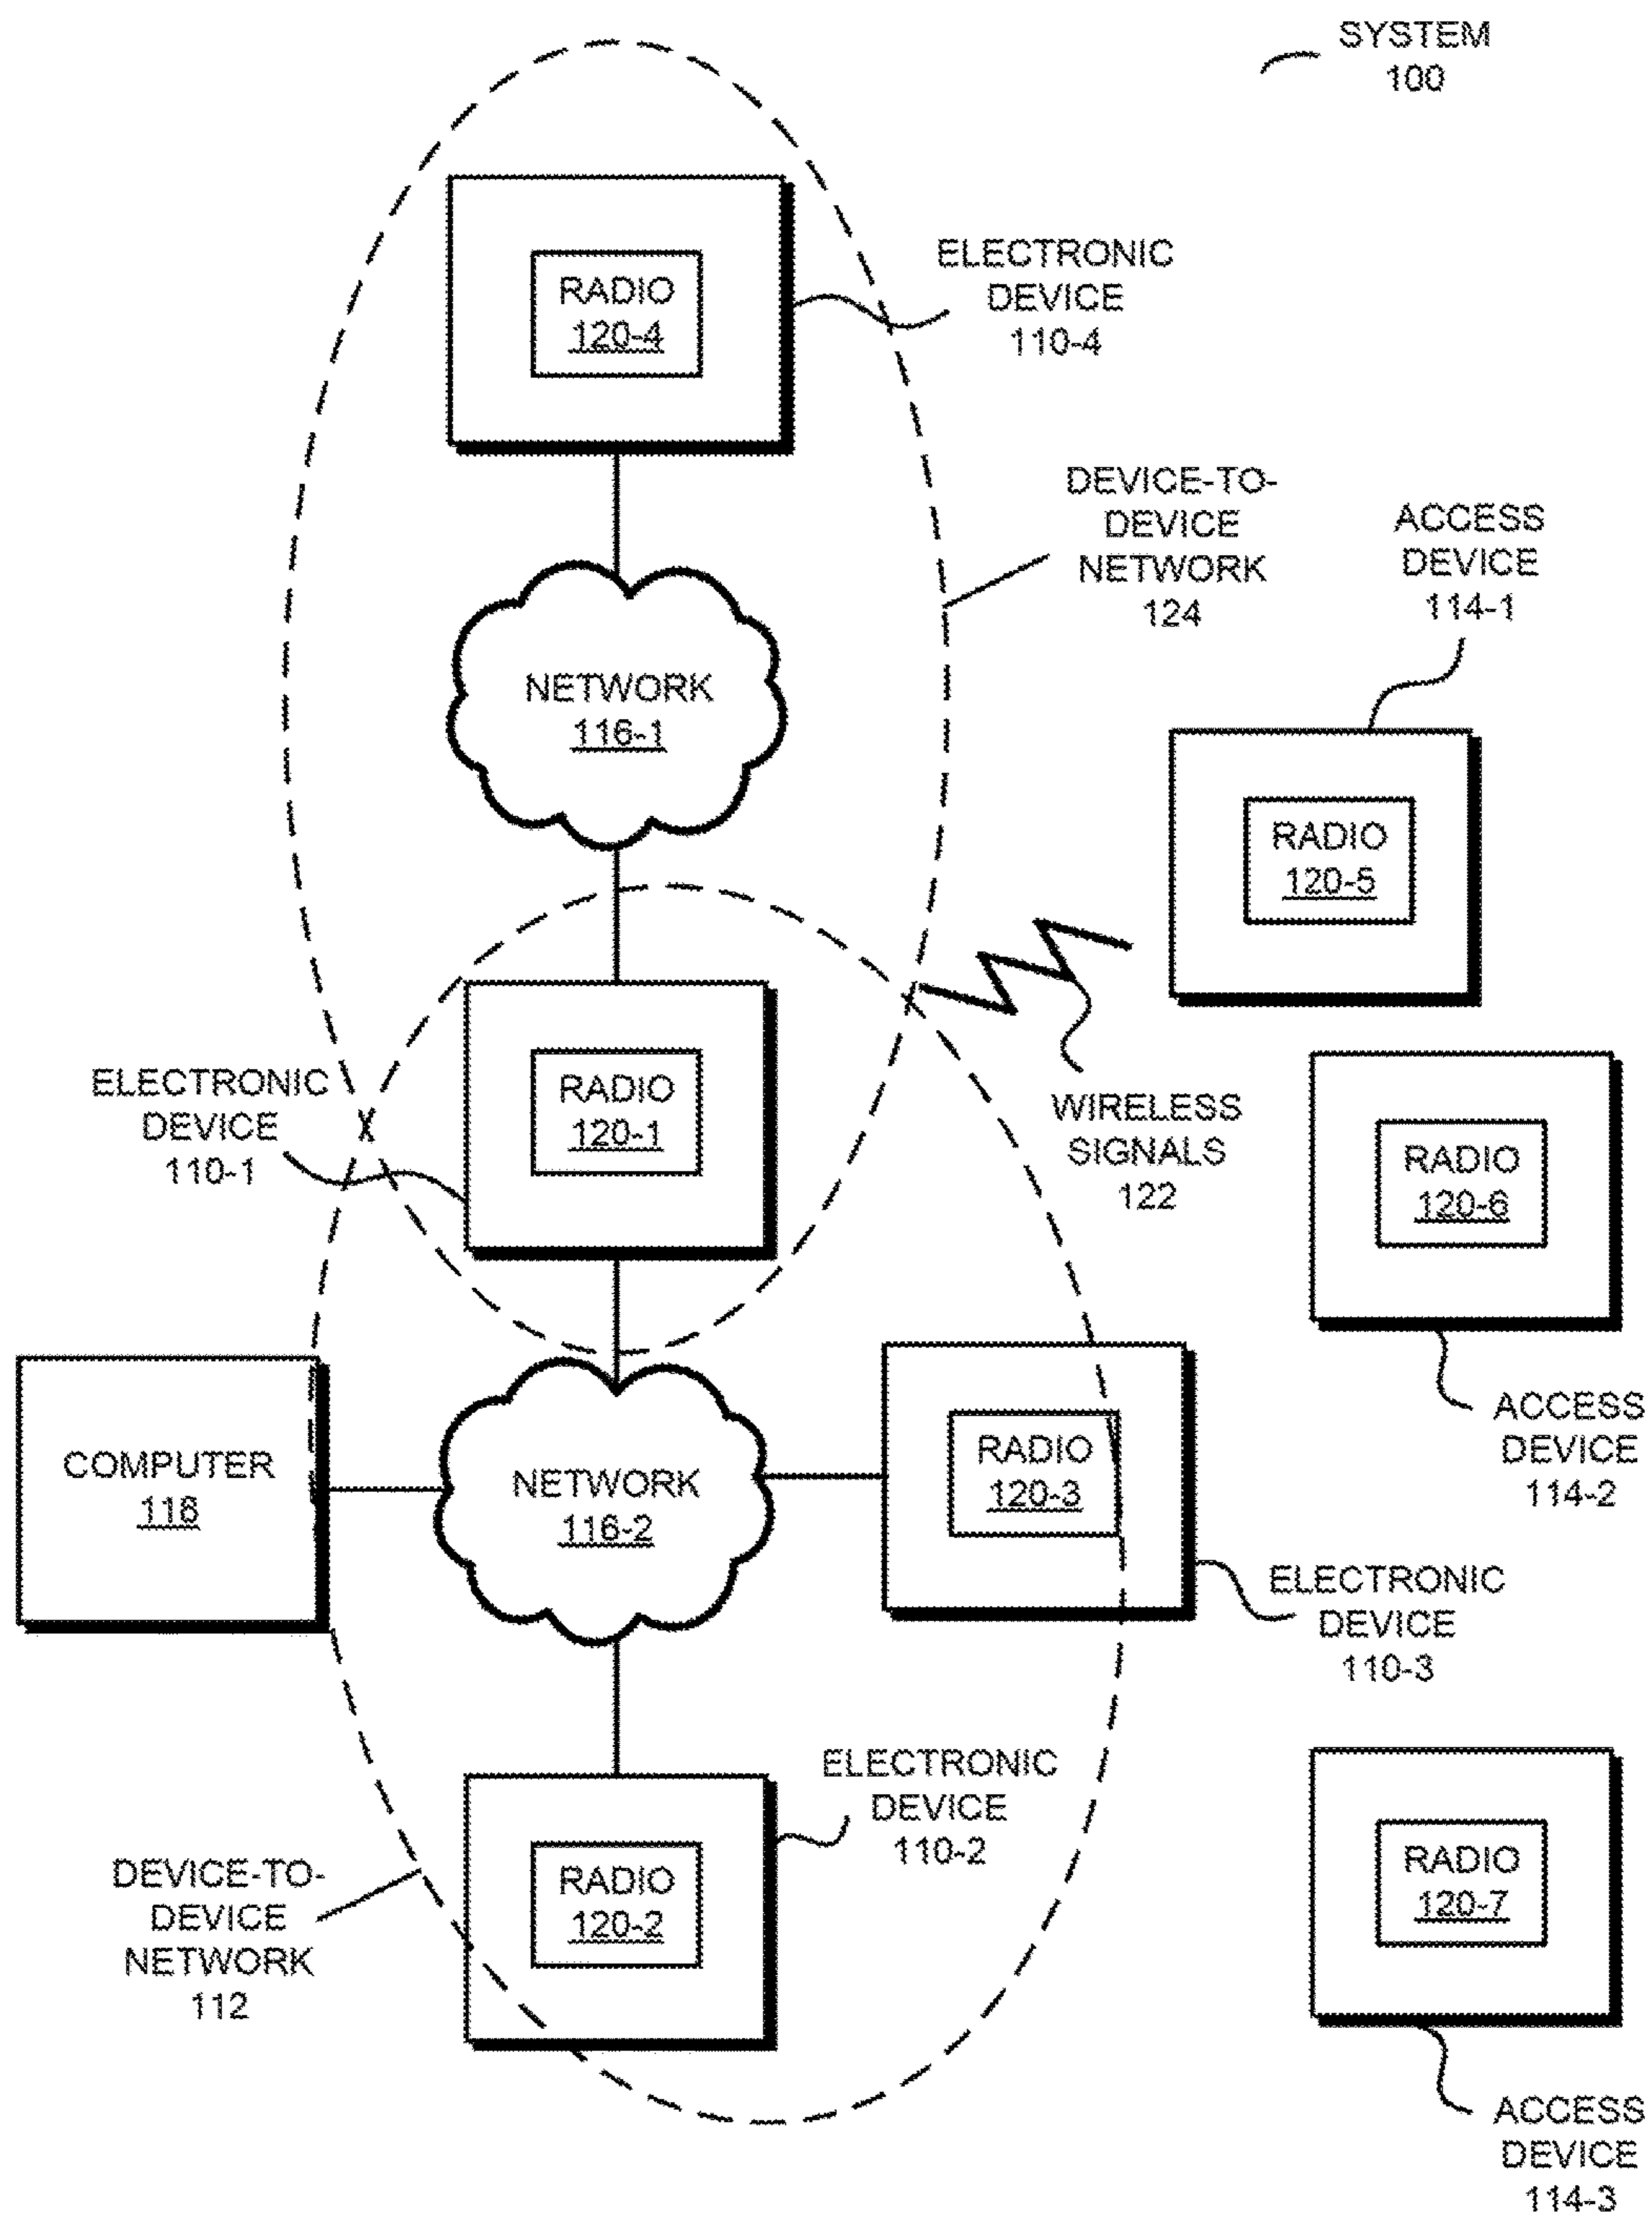 SYSTEM
100
RADIO
120-4
ELECTRONIC
DEVICE
110-4
DEVICE-TO-
DEVICE
NETWORK
124
ACCESS
DEVICE
114-1
NETWORK
116-1
RADIO
120-5
ELECTRONIC
DEVICE
110-1
RADIO
120-1
WIRELESS
SIGNALS
122
RADIO
120-6
ACCESS
DEVICE
114-2
COMPUTER
118
NETWORK
116-2
RADIO
120-3
ELECTRONIC
DEVICE
110-3
ELECTRONIC
DEVICE
110-2
RADIO
120-2
DEVICE-TO-
DEVICE
NETWORK
112
RADIO
120-7
ACCESS
DEVICE
114-3